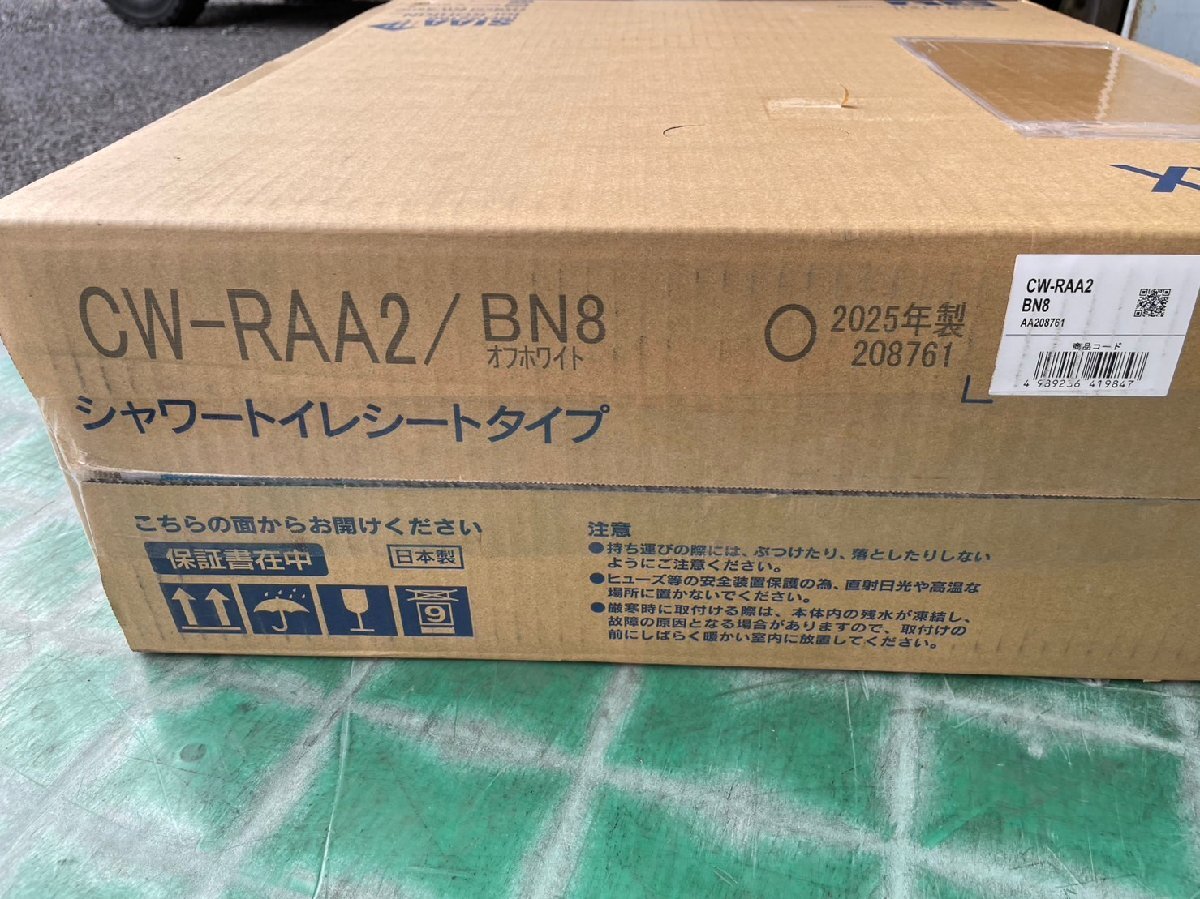 SIAA
CW-RAA2/BN8
オフホワイト
2025年製
208761
シャワートイレシートタイプ
CW-RAA2
BN8
AA208761
商品コード
4 989236 419847
こちらの面からお開けください
保証書在中
日本製
9
注意
●持ち運びの際には、ぶつけたり、落としたりしない
ようにご注意ください。
●ヒューズ等の安全装置保護の為、直射日光や高温な
場所に置かないでください。
●厳寒時に取付ける際は、本体内の残水が凍結し、
故障の原因となる場合がありますので、取付けの
前にしばらく暖かい室内に放置してください。